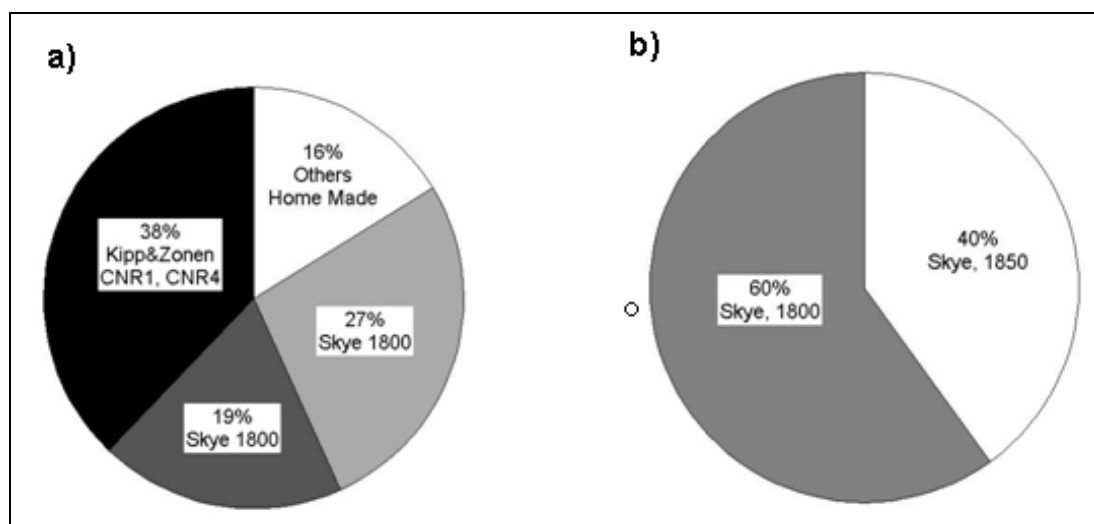 a)
16%
Others
Home Made
38%
Kipp&Zonen
CNR1, CNR4
27%
Skye 1800
19%
Skye 1800
b)
40%
Skye, 1850
60%
Skye, 1800